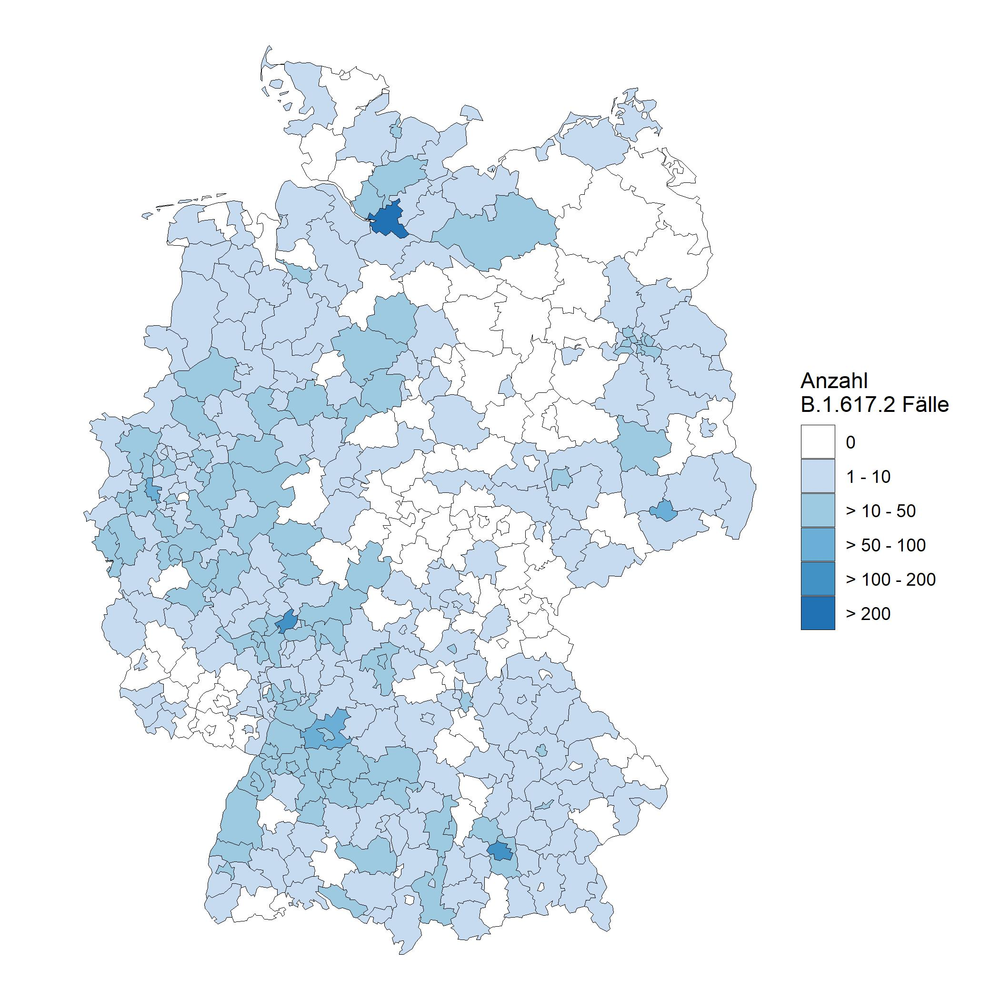 Anzahl
B.1.617.2 Fälle
0
1 - 10
> 10 - 50
> 50 - 100
> 100 - 200
> 200